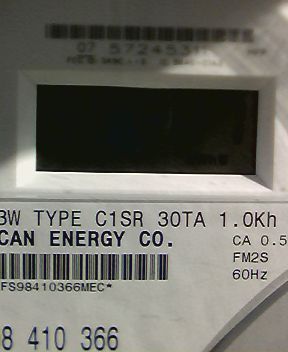 07 572453
3W TYPE C1SR 30TA 1.0Kh
CAN ENERGY CO.
CA 0.5
FM2S
60Hz
FS98410366MEC*
8 410 366